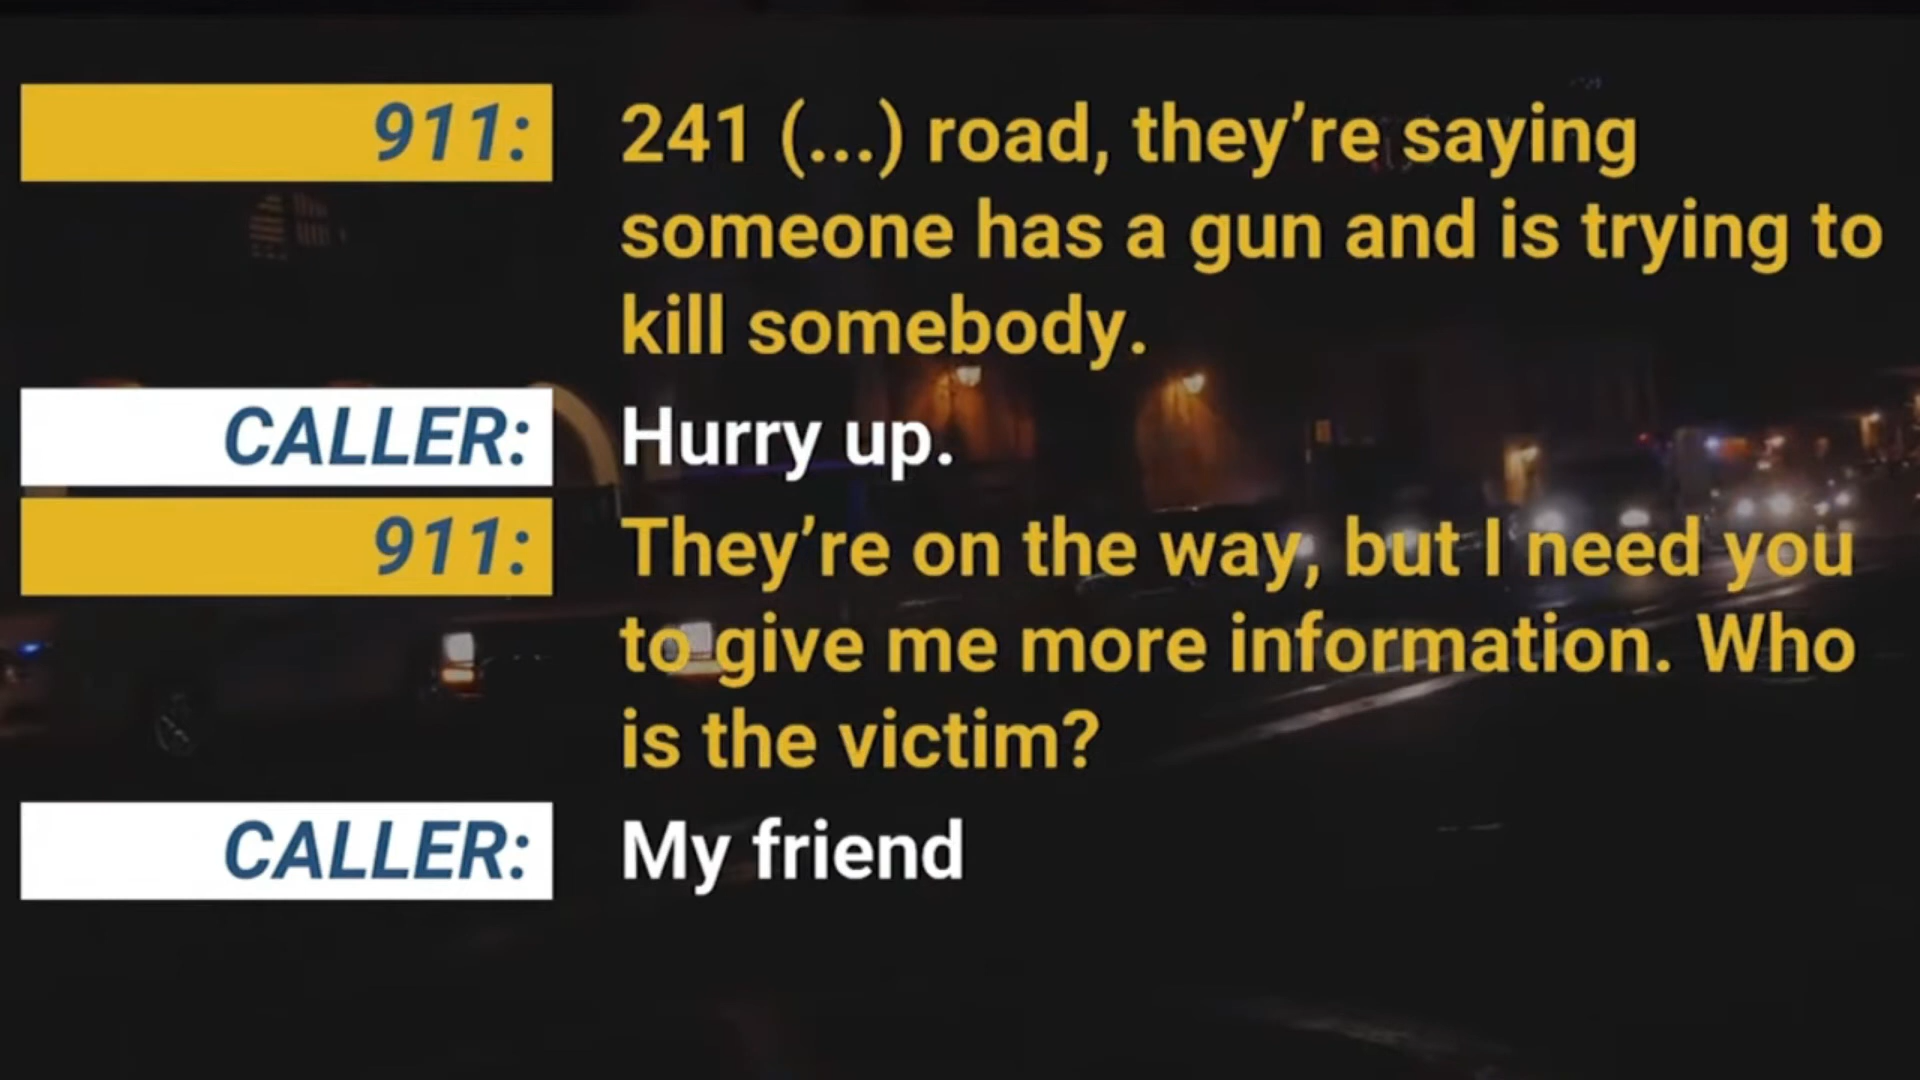 911: 241 (...) road, they're saying
someone has a gun and is trying to
kill somebody.
CALLER: Hurry up.
911: They're on the way, but I need you
to give me more information. Who
is the victim?
CALLER: My friend